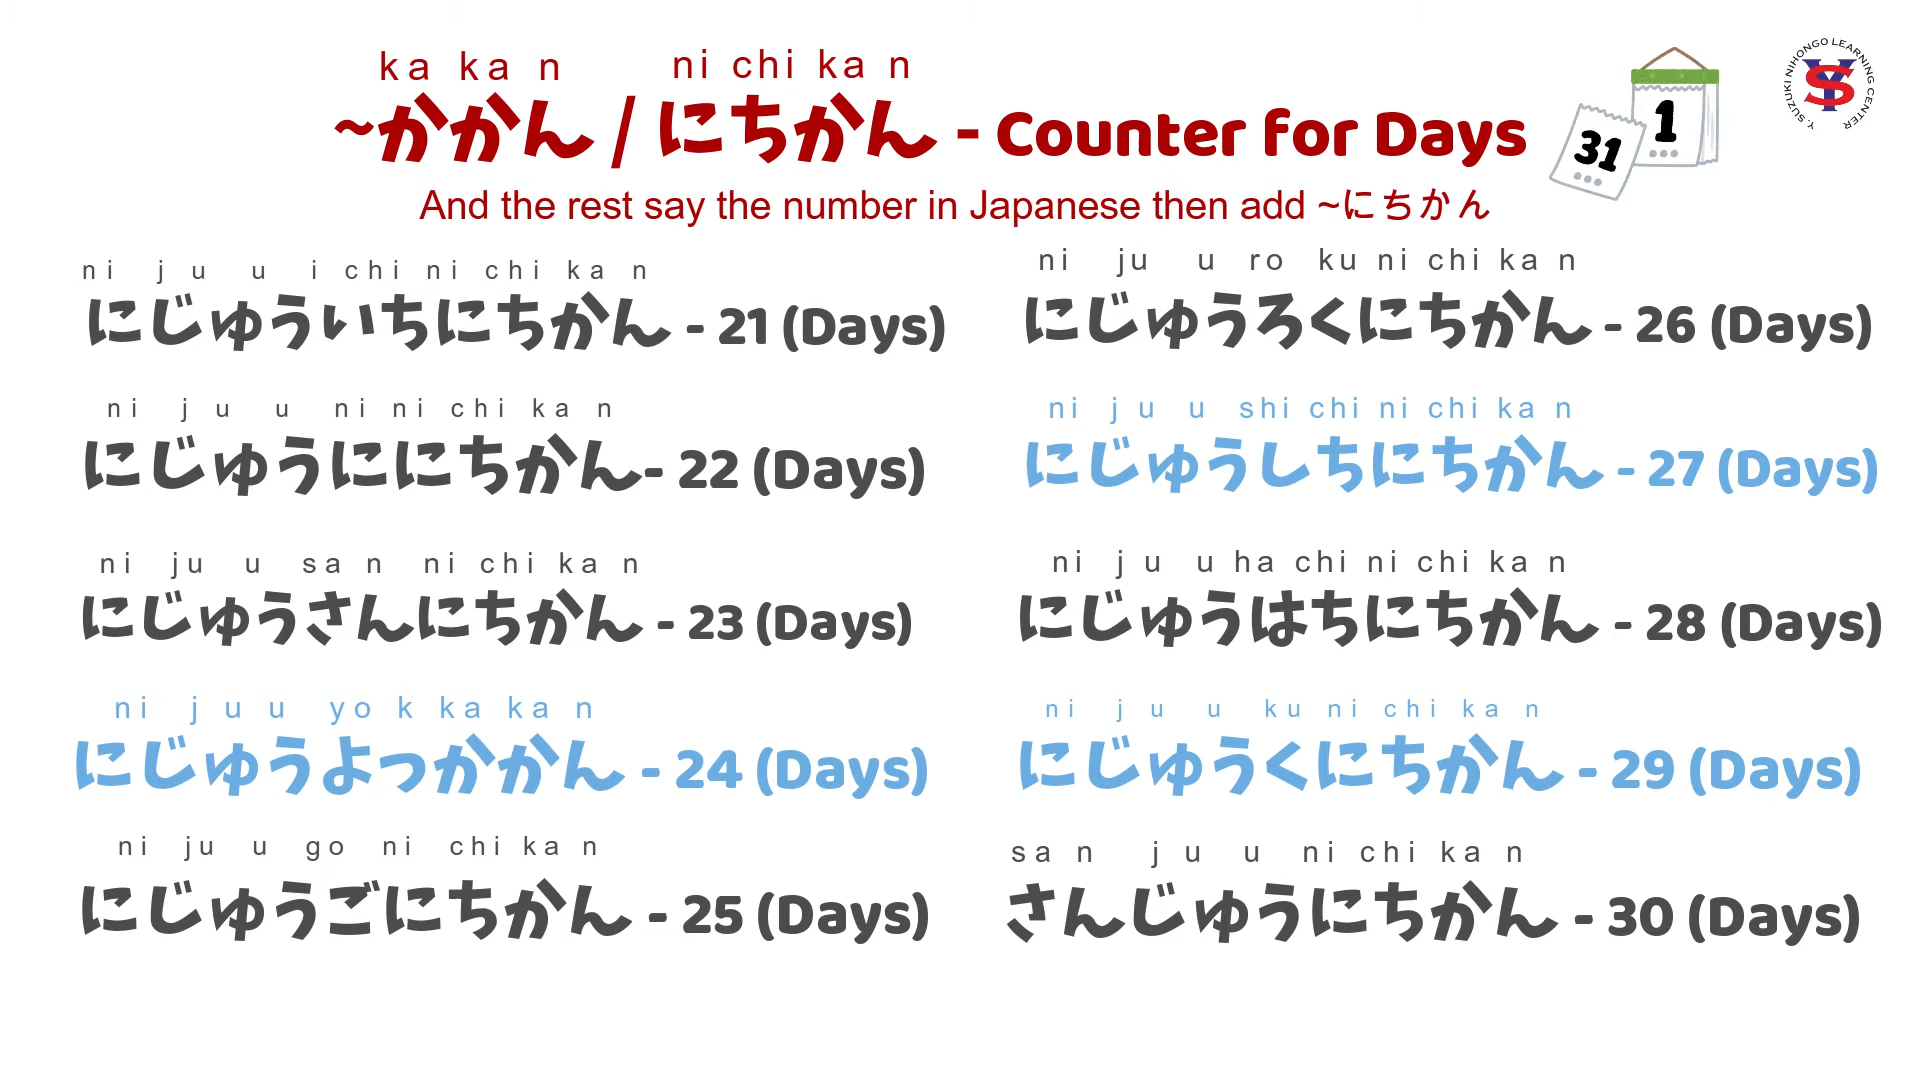 ka ka n ni chi ka n
~かかん / にちかん - Counter for Days
31
1
Y. SUZUKI NIHONGO LEARNING CENTER
YS
And the rest say the number in Japanese then add ~にちかん
ni ju u i chi ni chi ka n
にじゅういちにちかん - 21 (Days)
ni ju u ni ni chi ka n
にじゅうににちかん- 22 (Days)
ni ju u sa n ni chi ka n
にじゅうさんにちかん - 23 (Days)
ni ju u yo k ka ka n
にじゅうよっかかん - 24 (Days)
ni ju u go ni chi ka n
にじゅうごにちかん - 25 (Days)
ni ju u ro ku ni chi ka n
にじゅうろくにちかん - 26 (Days)
ni ju u shi chi ni chi ka n
にじゅうしちにちかん - 27 (Days)
ni ju u ha chi ni chi ka n
にじゅうはちにちかん - 28 (Days)
ni ju u ku ni chi ka n
にじゅうくにちかん - 29 (Days)
sa n ju u ni chi ka n
さんじゅうにちかん - 30 (Days)